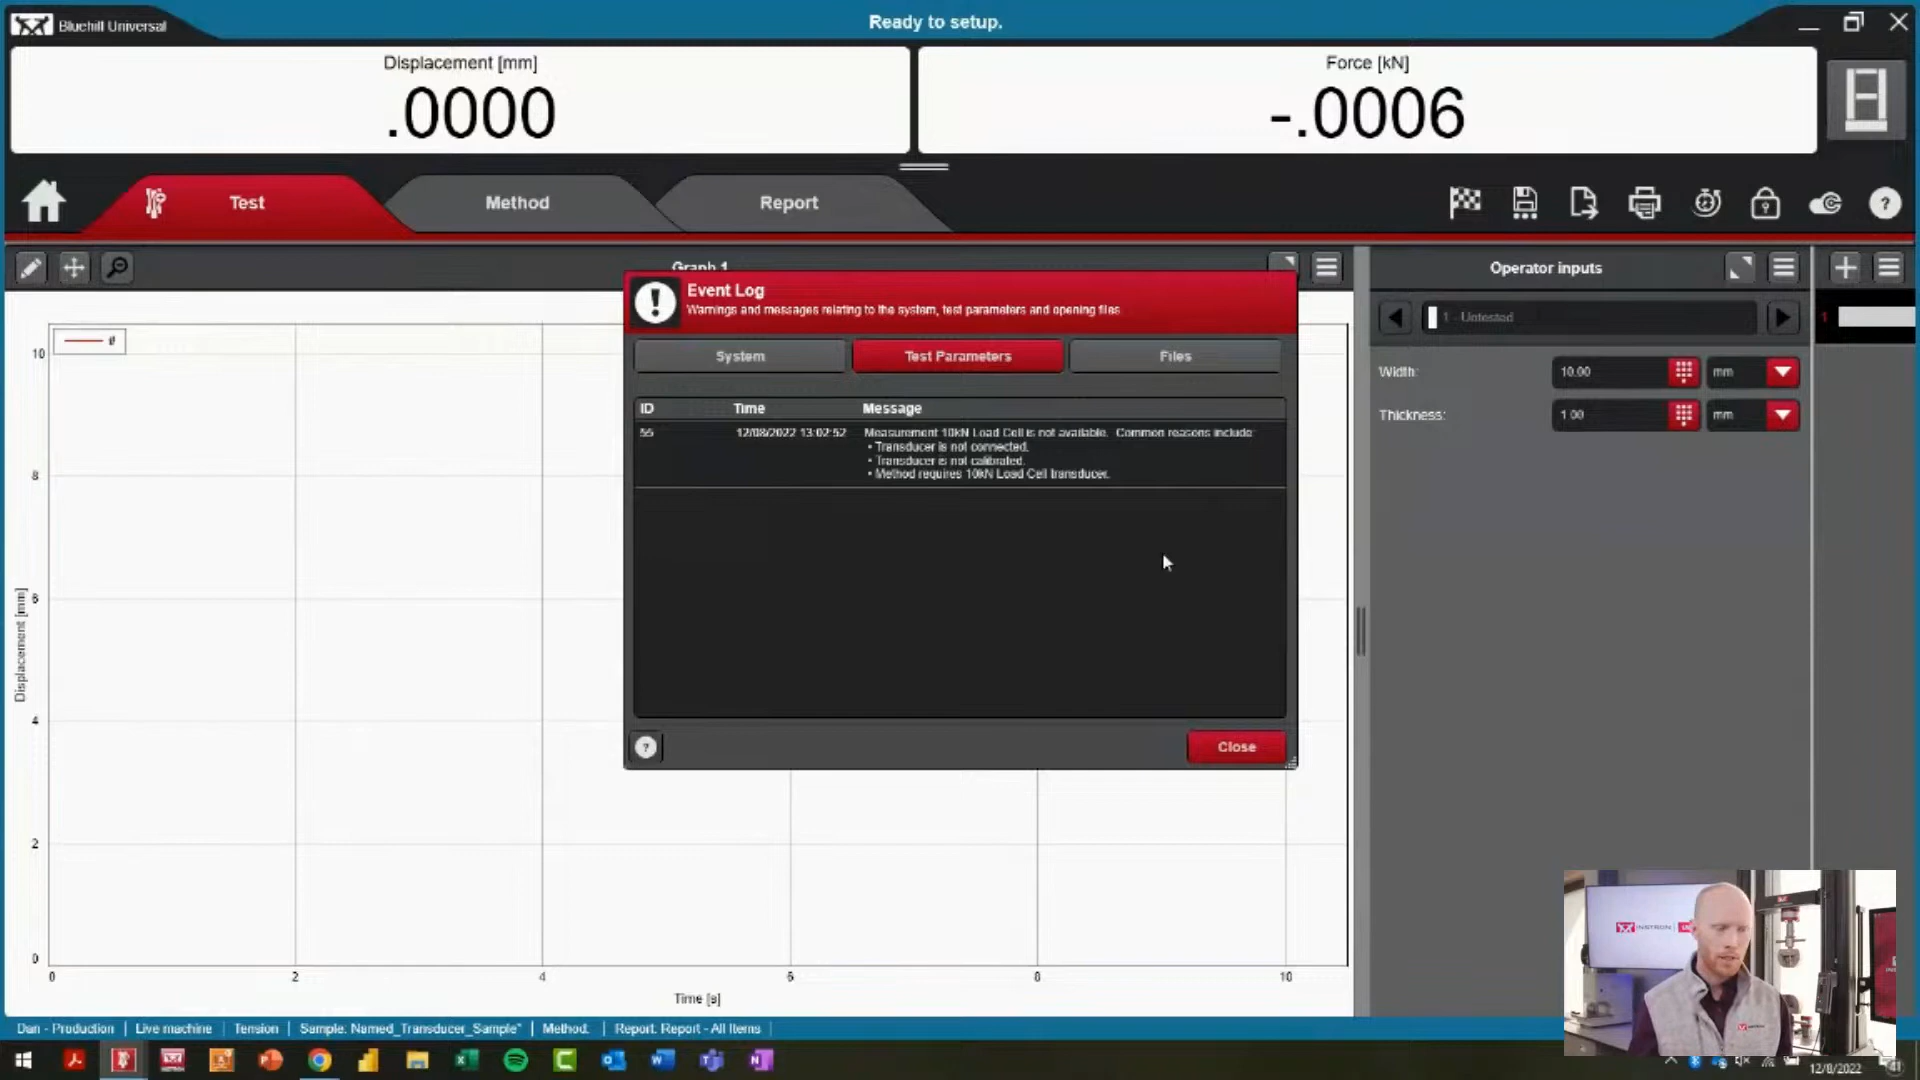 Bluehill Universal
Ready to setup.
Displacement [mm]
.0000
Force [kN]
-.0006
Test
Method
Report
?
Graph 1
Operator inputs
Event Log
Warnings and messages relating to the system, test parameters and opening files
System
Test Parameters
Files
ID Time Message
55 12/08/2022 13:02:52 Measurement 10kN Load Cell is not available. Common reasons include:
• Transducer is not connected.
• Transducer is not calibrated.
• Method requires 10kN Load Cell transducer.
?
Close
1 - Untested
1
Width: 10.00 mm
Thickness: 1.00 mm
10
8
6
4
2
0
Displacement [mm]
0 2 4 6 8 10
Time [s]
INSTRON
Dan - Production | Live machine | Tension | Sample: Named_Transducer_Sample* | Method: | Report: Report - All Items |
12/8/2022
41